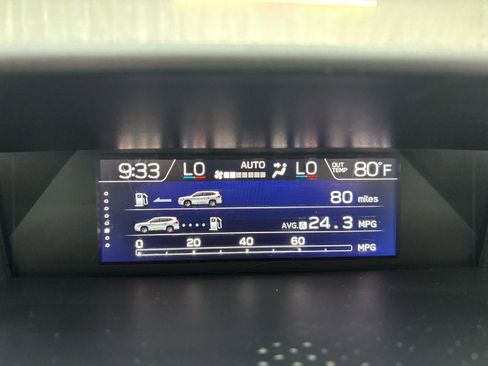 9:33 LO AUTO LO OUT TEMP 80°F
80 miles
AVG. A 24.3 MPG
0 20 40 60 MPG